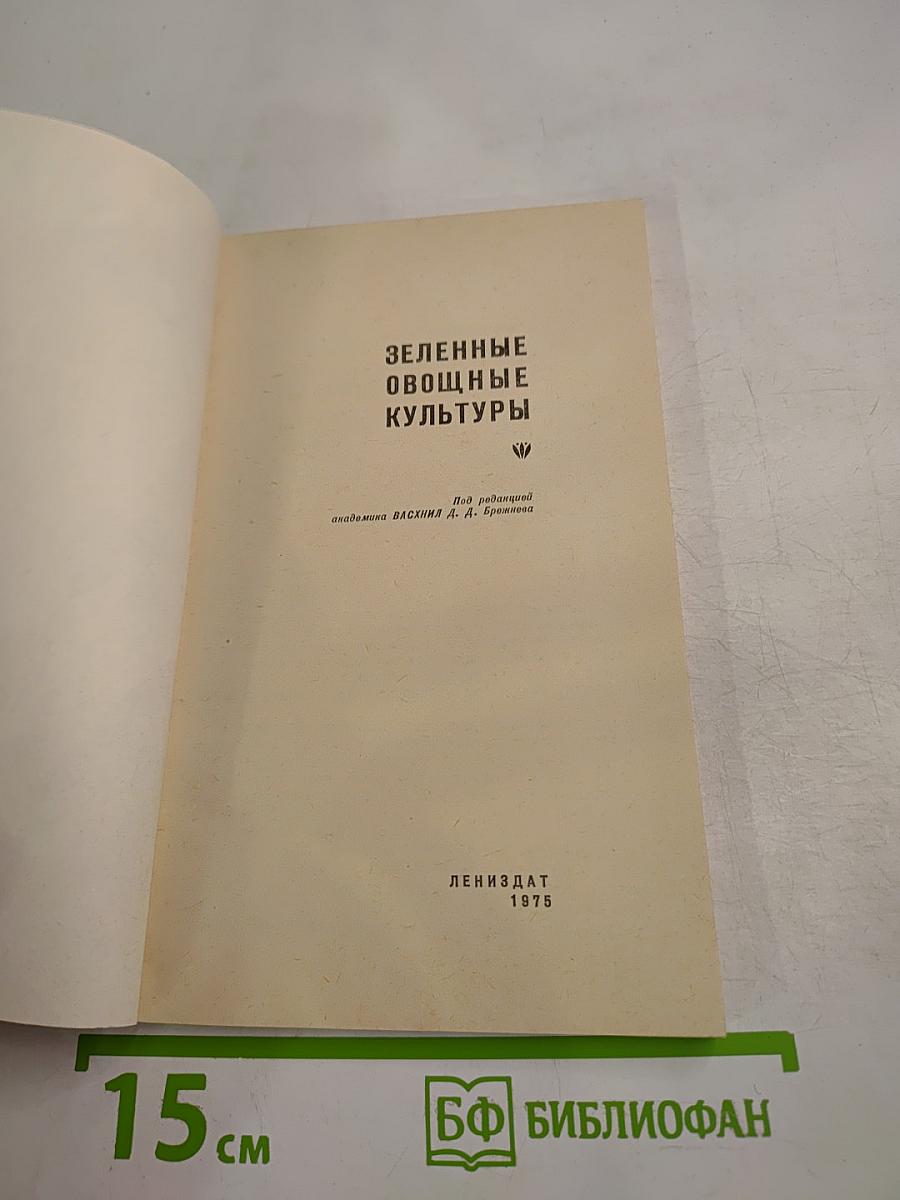 ЗЕЛЕННЫЕ
ОВОЩНЫЕ
КУЛЬТУРЫ
Под редакцией
академика ВАСХНИЛ Д. Д. Брежнева
ЛЕНИЗДАТ
1975
15 см
БФ БИБЛИОФАН